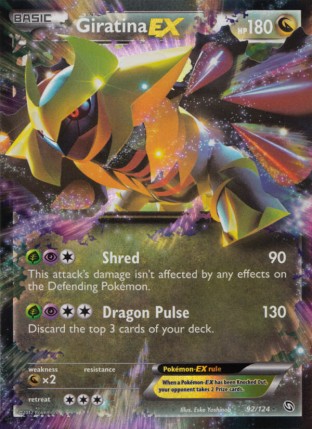 BASIC
Giratina EX HP 180
Shred 90
This attack's damage isn't affected by any effects on
the Defending Pokémon.
Dragon Pulse 130
Discard the top 3 cards of your deck.
weakness
resistance
×2
Pokémon-EX rule
When a Pokémon-EX has been Knocked Out,
your opponent takes 2 Prize cards.
retreat
Illus. Eske Yoshinob
92/124